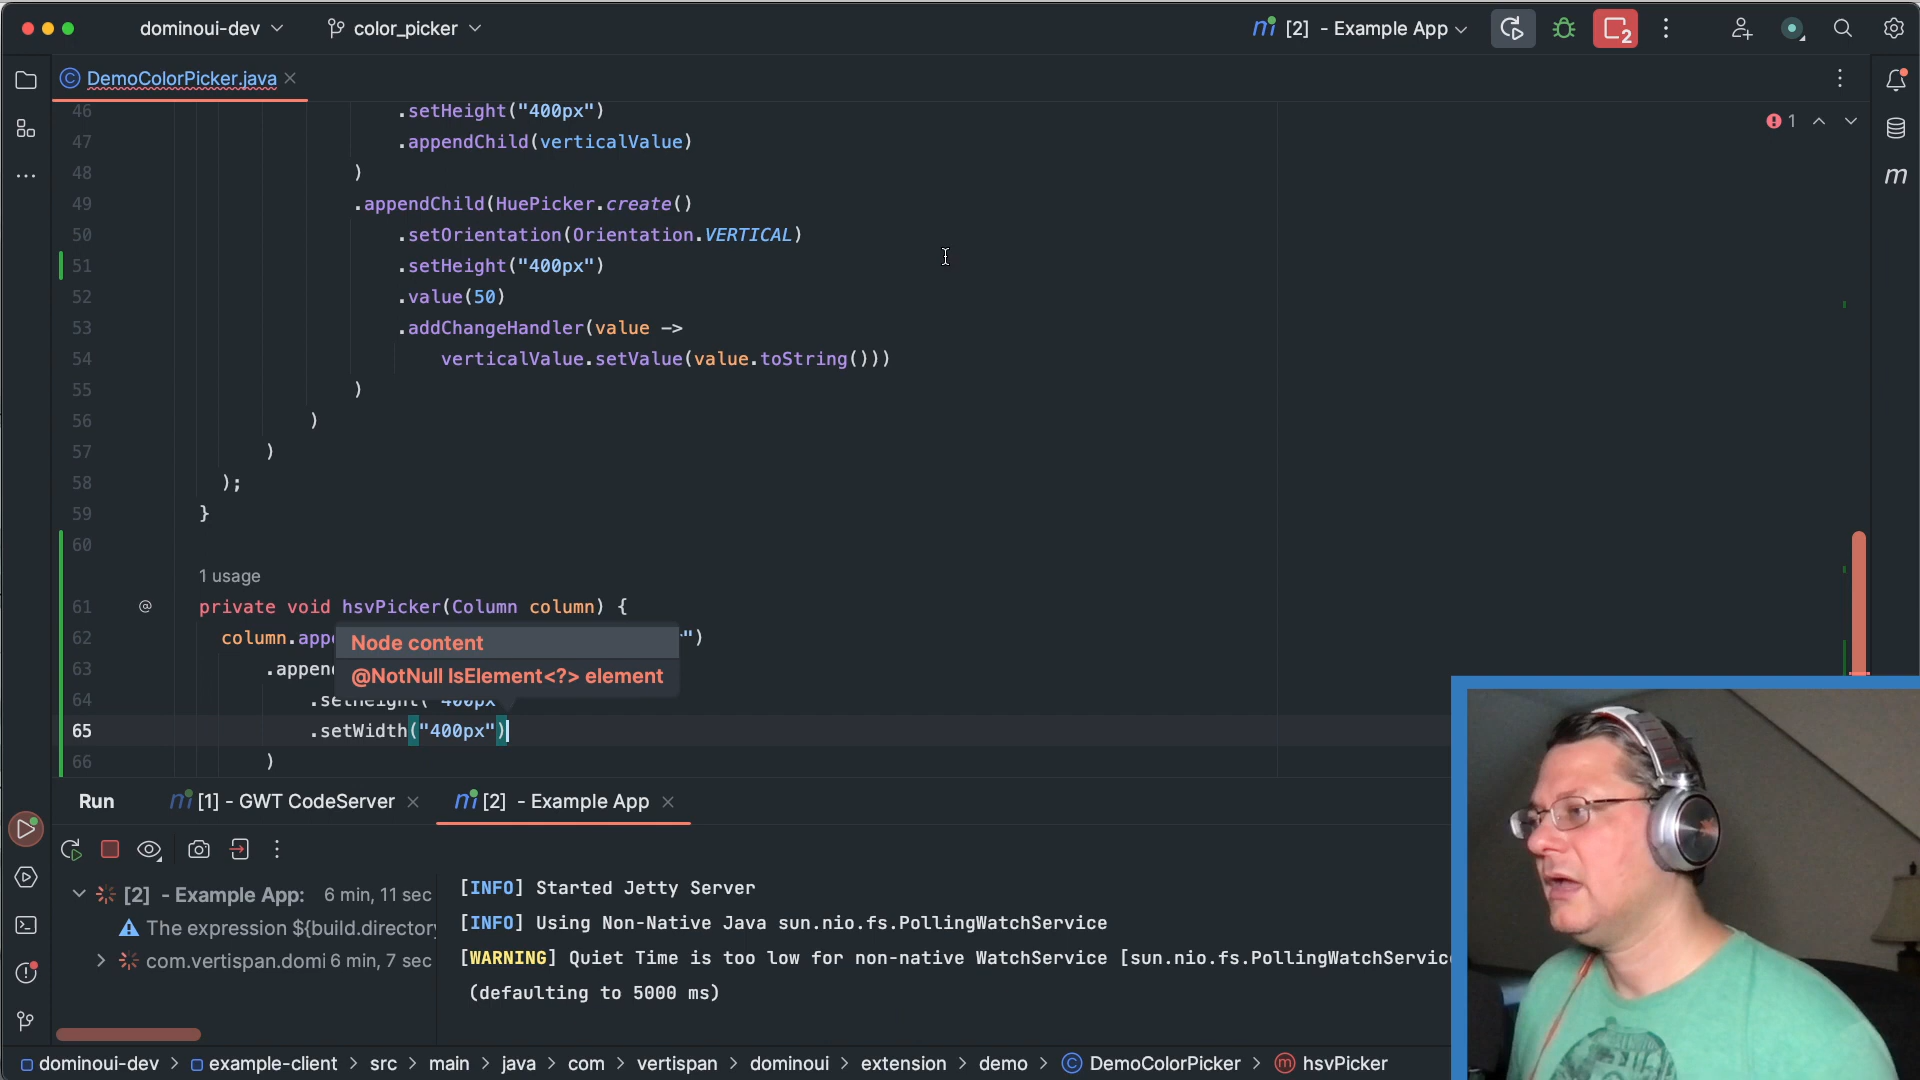 dominoui-dev
color_picker
[2] - Example App
2
DemoColorPicker.java
1
46 .setHeight("400px")
47 .appendChild(verticalValue)
48 )
49 .appendChild(HuePicker.create()
50 .setOrientation(Orientation.VERTICAL)
51 .setHeight("400px")
52 .value(50)
53 .addChangeHandler(value ->
54 verticalValue.setValue(value.toString()))
55 )
56 )
57 )
58 );
59 }
60
1 usage
61 @ private void hsvPicker(Column column) {
62 column.appe ")
Node content
63 .appen
@NotNull IsElement<?> element
64 .setHeight("400px"
65 .setWidth("400px")
66 )
m
Run
[1] - GWT CodeServer
[2] - Example App
[2] - Example App: 6 min, 11 sec
The expression ${build.directory
com.vertispan.domi 6 min, 7 sec
[INFO] Started Jetty Server
[INFO] Using Non-Native Java sun.nio.fs.PollingWatchService
[WARNING] Quiet Time is too low for non-native WatchService [sun.nio.fs.PollingWatchService
(defaulting to 5000 ms)
dominoui-dev > example-client > src > main > java > com > vertispan > dominoui > extension > demo > DemoColorPicker > hsvPicker